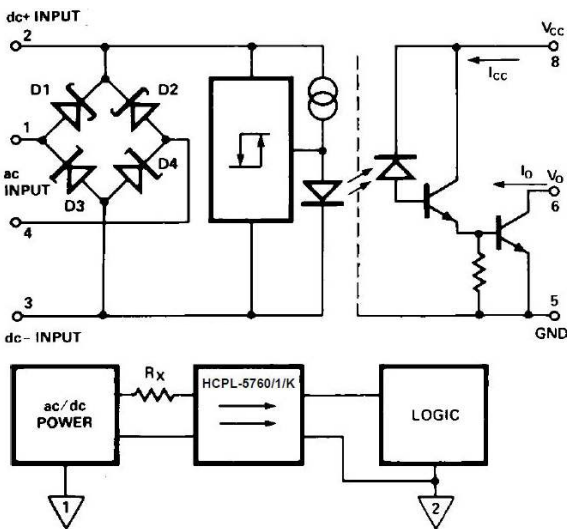 dc+ INPUT
2
D1
D2
1
ac
INPUT
D3
D4
4
3
dc– INPUT
VCC
8
ICC
IO
VO
6
5
GND
ac/dc
POWER
RX
HCPL-5760/1/K
LOGIC
1
2